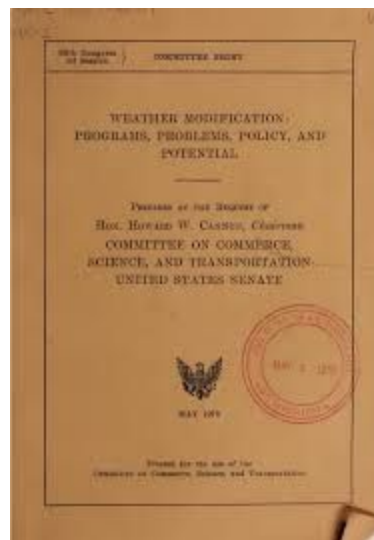 COMMITTEE PRINT
WEATHER MODIFICATION:
PROGRAMS, PROBLEMS, POLICY, AND
POTENTIAL
PREPARED AT THE REQUEST OF
HON. HOWARD W. CANNON, Chairman
COMMITTEE ON COMMERCE,
SCIENCE, AND TRANSPORTATION
UNITED STATES SENATE
MAY 1978
Printed for the use of the
Committee on Commerce, Science, and Transportation